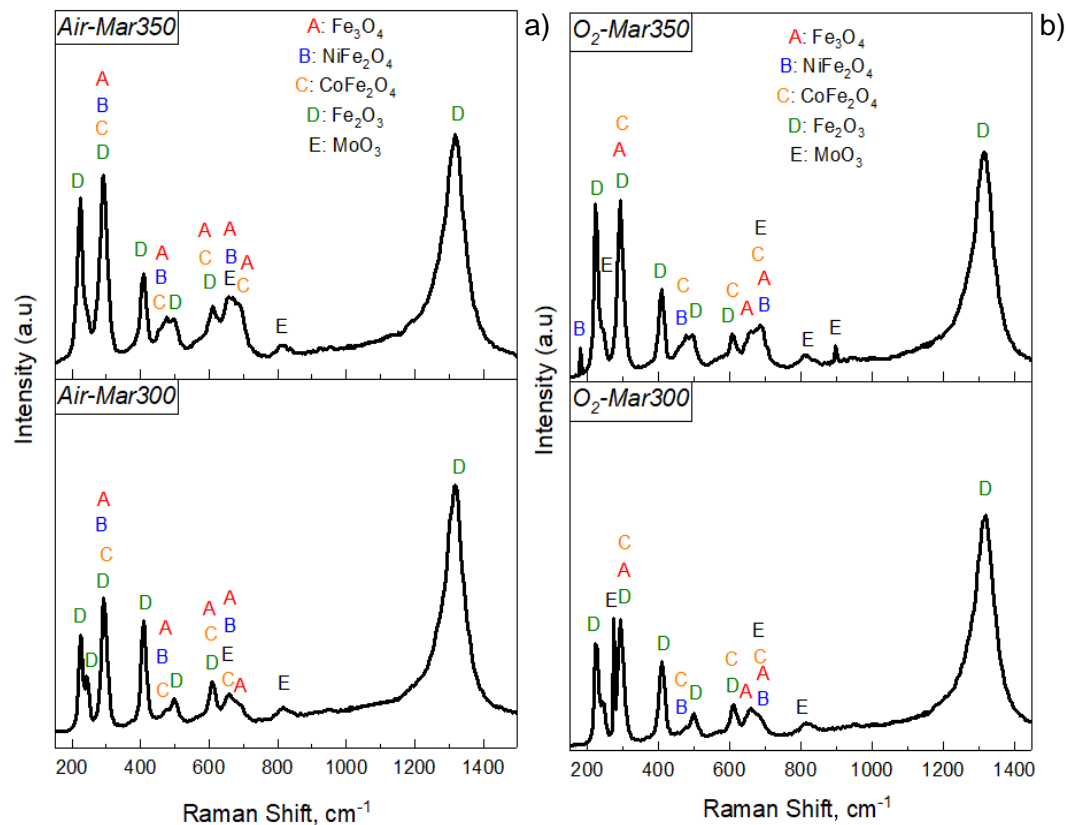 a)
Air-Mar350
A: Fe₃O₄
B: NiFe₂O₄
C: CoFe₂O₄
D: Fe₂O₃
E: MoO₃
D
A
B
C
D
D
A
B
C
D
A
C
D
A
B
E
A
C
E
D
Air-Mar300
D
D
A
B
C
D
D
A
B
C
D
A
C
D
A
B
E
C
A
E
D
Intensity (a.u)
200 400 600 800 1000 1200 1400
Raman Shift, cm⁻¹
b)
O₂-Mar350
A: Fe₃O₄
B: NiFe₂O₄
C: CoFe₂O₄
D: Fe₂O₃
E: MoO₃
B
D
E
C
A
D
D
C
B
D
C
D
A
E
C
A
B
E
E
D
O₂-Mar300
D
E
C
A
D
D
C
B
D
C
D
A
E
C
A
B
E
D
Intensity (a.u)
200 400 600 800 1000 1200 1400
Raman Shift, cm⁻¹